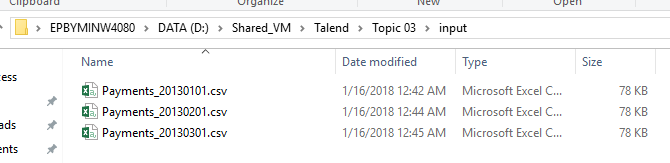 Clipboard Organize New Open
EPBYMINW4080 > DATA (D:) > Shared_VM > Talend > Topic 03 > input
Name Date modified Type Size
Payments_20130101.csv 1/16/2018 12:42 AM Microsoft Excel C... 78 KB
Payments_20130201.csv 1/16/2018 12:44 AM Microsoft Excel C... 78 KB
Payments_20130301.csv 1/16/2018 12:45 AM Microsoft Excel C... 78 KB
cess
ads
ents